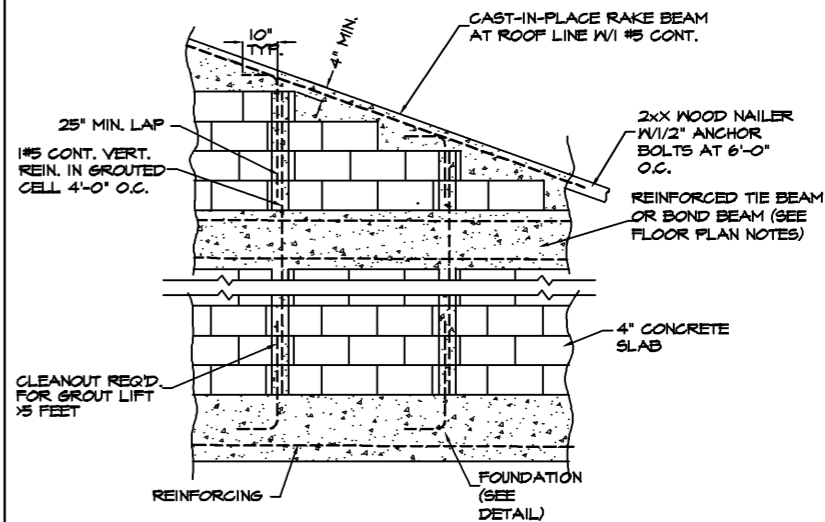 10"
TYP.
4" MIN.
CAST-IN-PLACE RAKE BEAM
AT ROOF LINE W/1 #5 CONT.
25" MIN. LAP
1#5 CONT. VERT.
REIN. IN GROUTED
CELL 4'-0" O.C.
2xX WOOD NAILER
W/1/2" ANCHOR
BOLTS AT 6'-0"
O.C.
REINFORCED TIE BEAM
OR BOND BEAM (SEE
FLOOR PLAN NOTES)
4" CONCRETE
SLAB
CLEANOUT REQ'D.
FOR GROUT LIFT
>5 FEET
REINFORCING
FOUNDATION
(SEE
DETAIL)